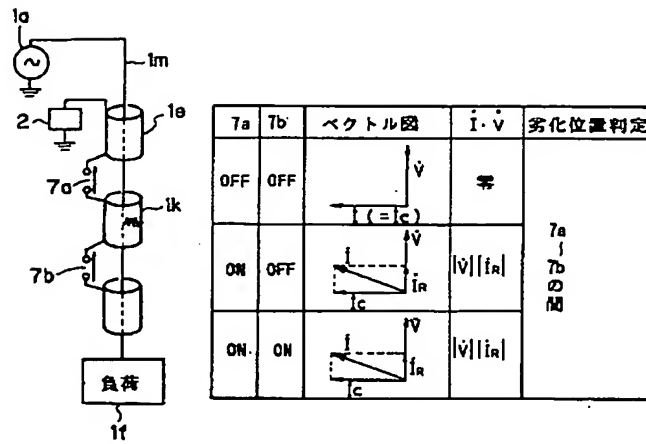 1a
1m
2
1e
7a
1k
7b
負荷
1f
7a 7b ベクトル図 İ・V̇ 劣化位置判定
OFF OFF V̇ İ (=İc) 零
ON OFF İ V̇ İR İc |V̇||İR|
ON ON İ V̇ İR İc |V̇||İR|
7a
〜
7b
の
間